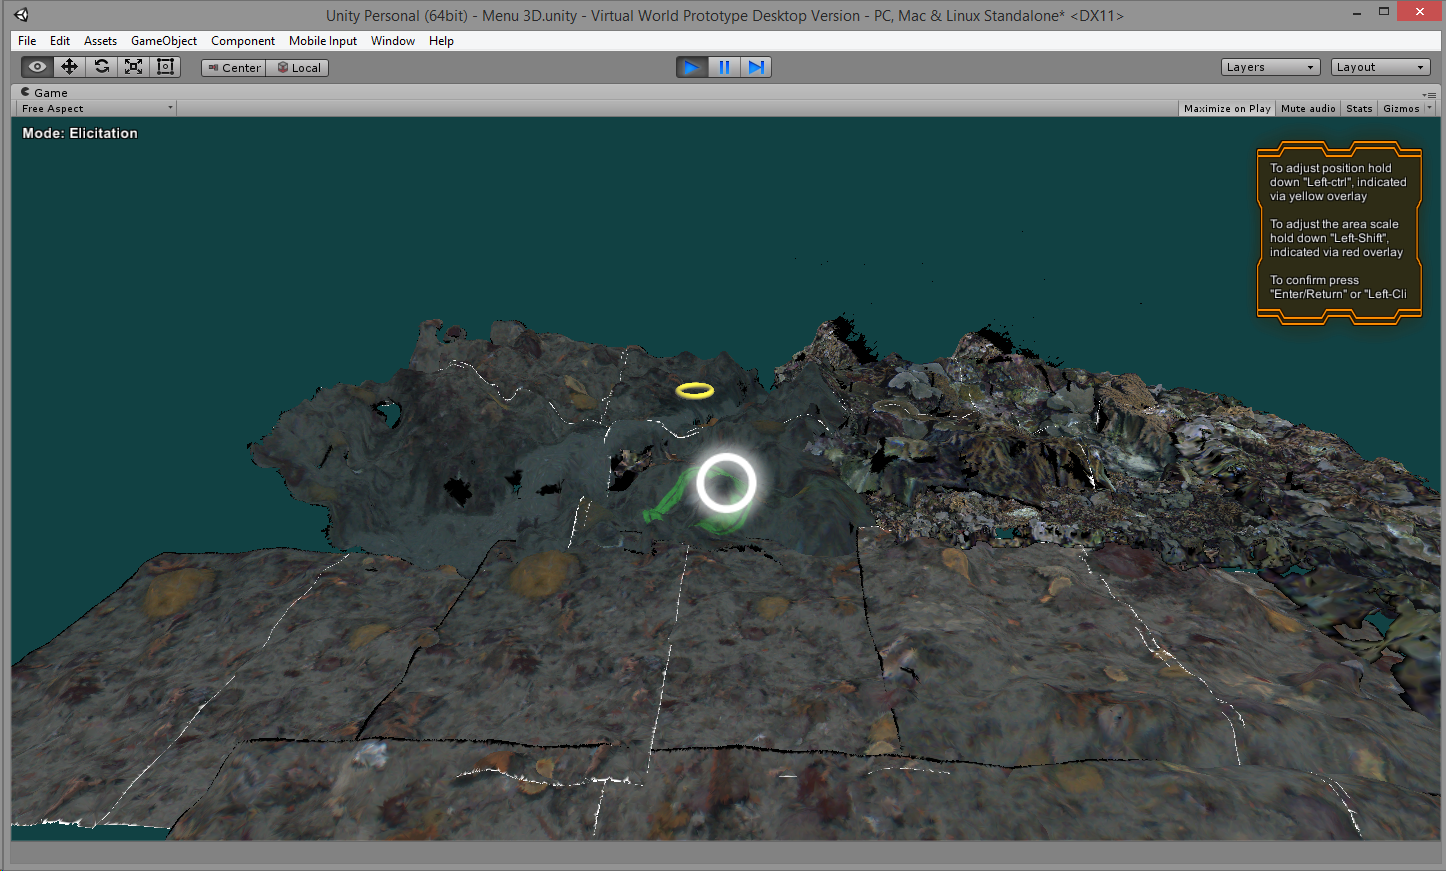 Unity Personal (64bit) - Menu 3D.unity - Virtual World Prototype Desktop Version - PC, Mac & Linux Standalone* <DX11>
File Edit Assets GameObject Component Mobile Input Window Help
Center Local Layers Layout
Game
Free Aspect Maximize on Play Mute audio Stats Gizmos
Mode: Elicitation
To adjust position hold
down "Left-ctrl", indicated
via yellow overlay
To adjust the area scale
hold down "Left-Shift",
indicated via red overlay
To confirm press
"Enter/Return" or "Left-Cli